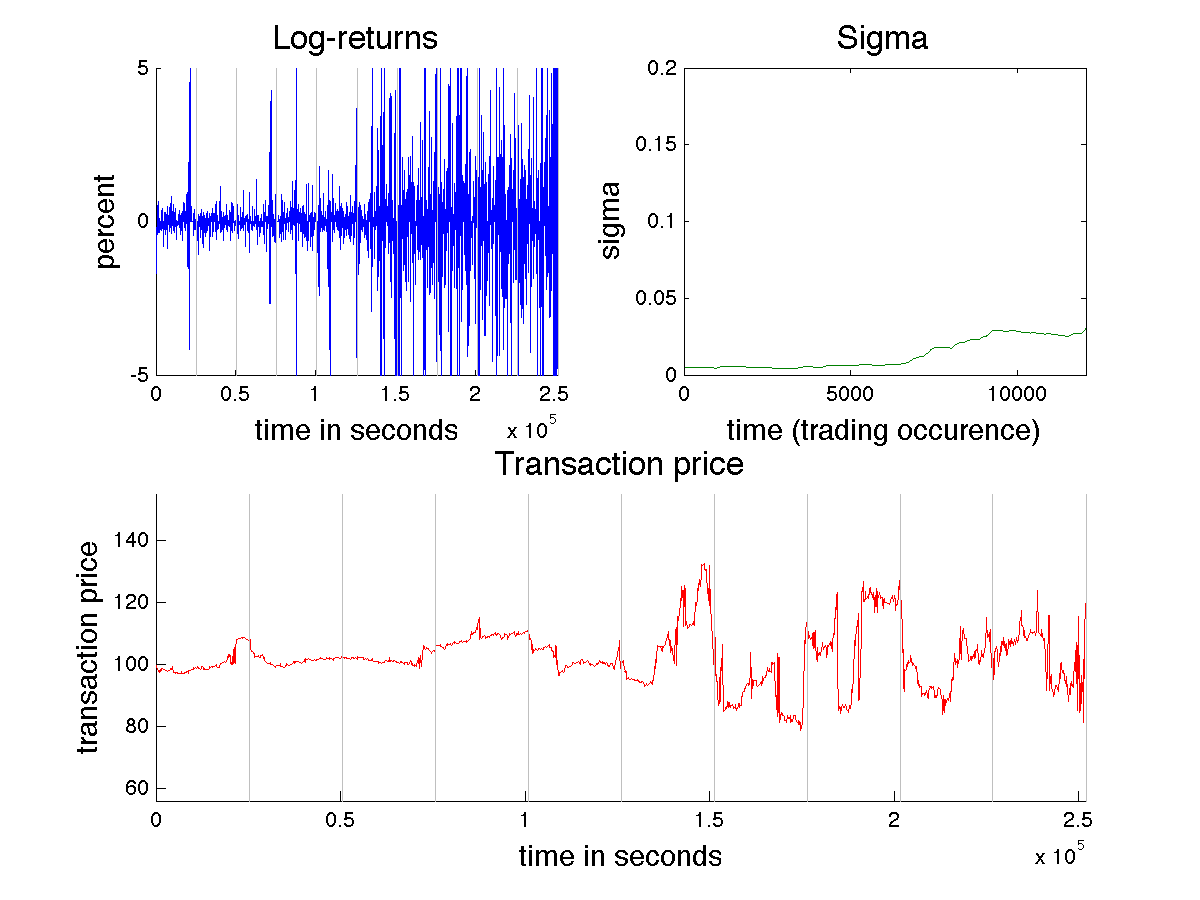 Log-returns
5
0
-5
percent
0
0.5
1
1.5
2
2.5
x 10^5
time in seconds
Sigma
0.2
0.15
0.1
0.05
0
sigma
0
5000
10000
time (trading occurence)
Transaction price
140
120
100
80
60
transaction price
0
0.5
1
1.5
2
2.5
x 10^5
time in seconds